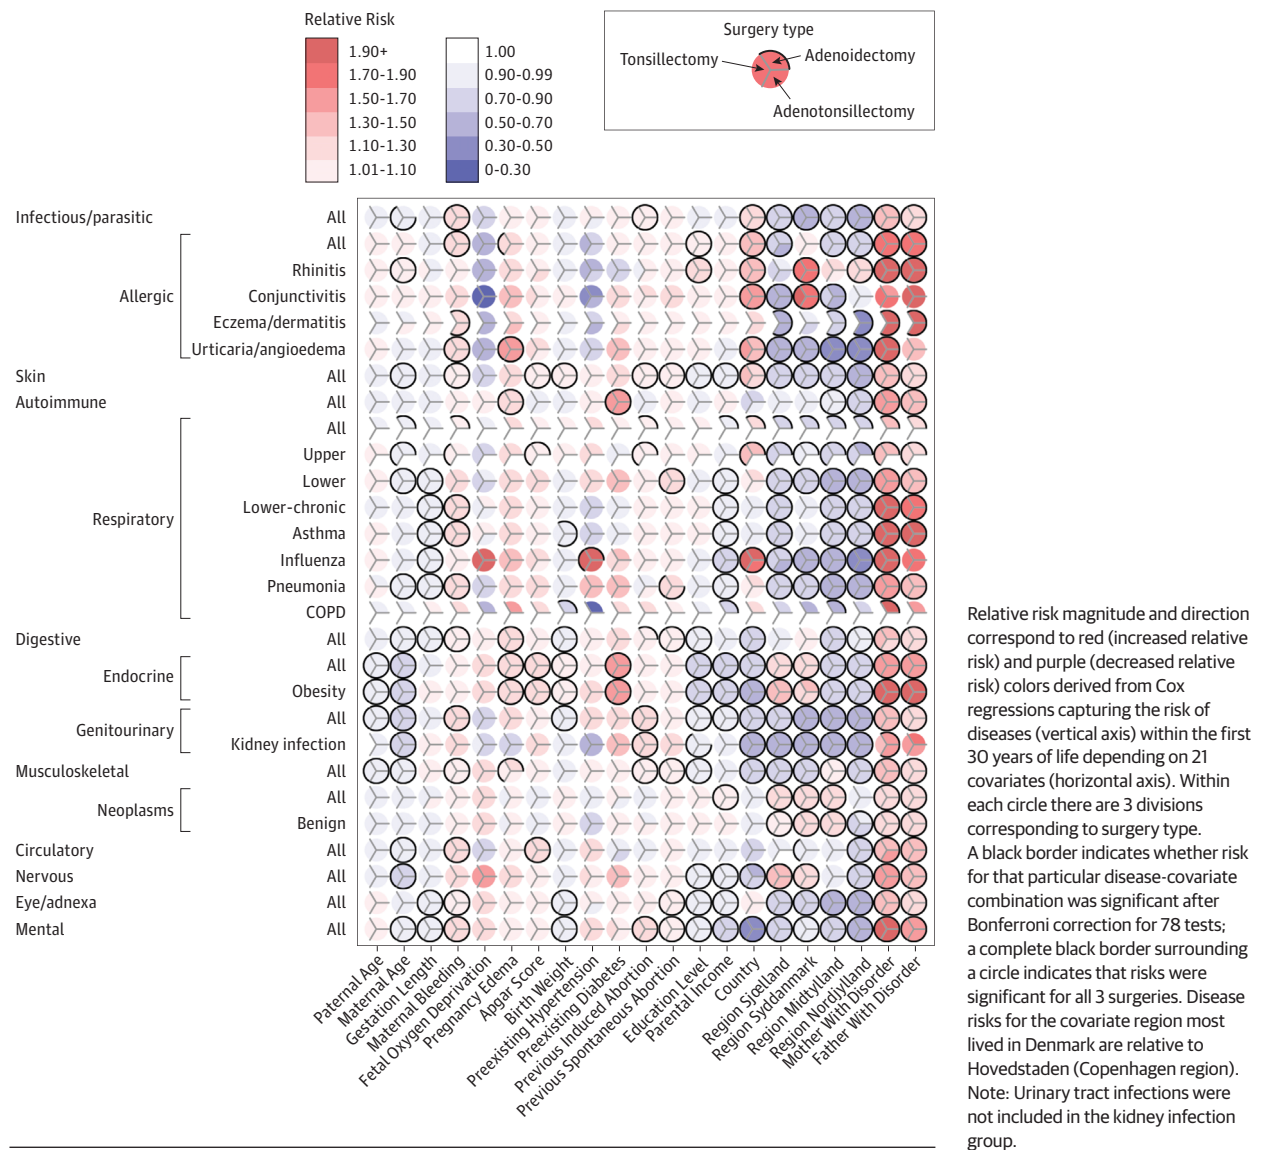 Relative Risk
1.90+
1.70-1.90
1.50-1.70
1.30-1.50
1.10-1.30
1.01-1.10
1.00
0.90-0.99
0.70-0.90
0.50-0.70
0.30-0.50
0-0.30
Surgery type
Tonsillectomy
Adenoidectomy
Adenotonsillectomy
Infectious/parasitic All
Allergic
All
Rhinitis
Conjunctivitis
Eczema/dermatitis
Urticaria/angioedema
Skin All
Autoimmune All
Respiratory
All
Upper
Lower
Lower-chronic
Asthma
Influenza
Pneumonia
COPD
Digestive All
Endocrine
All
Obesity
Genitourinary
All
Kidney infection
Musculoskeletal All
Neoplasms
All
Benign
Circulatory All
Nervous All
Eye/adnexa All
Mental All
Paternal Age
Maternal Age
Gestation Length
Maternal Bleeding
Fetal Oxygen Deprivation
Pregnancy Edema
Apgar Score
Birth Weight
Preexisting Hypertension
Preexisting Diabetes
Previous Induced Abortion
Previous Spontaneous Abortion
Education Level
Parental Income
Country
Region Sjœlland
Region Syddanmark
Region Midtyլland
Region Nordjylland
Mother With Disorder
Father With Disorder
Relative risk magnitude and direction
correspond to red (increased relative
risk) and purple (decreased relative
risk) colors derived from Cox
regressions capturing the risk of
diseases (vertical axis) within the first
30 years of life depending on 21
covariates (horizontal axis). Within
each circle there are 3 divisions
corresponding to surgery type.
A black border indicates whether risk
for that particular disease-covariate
combination was significant after
Bonferroni correction for 78 tests;
a complete black border surrounding
a circle indicates that risks were
significant for all 3 surgeries. Disease
risks for the covariate region most
lived in Denmark are relative to
Hovedstaden (Copenhagen region).
Note: Urinary tract infections were
not included in the kidney infection
group.